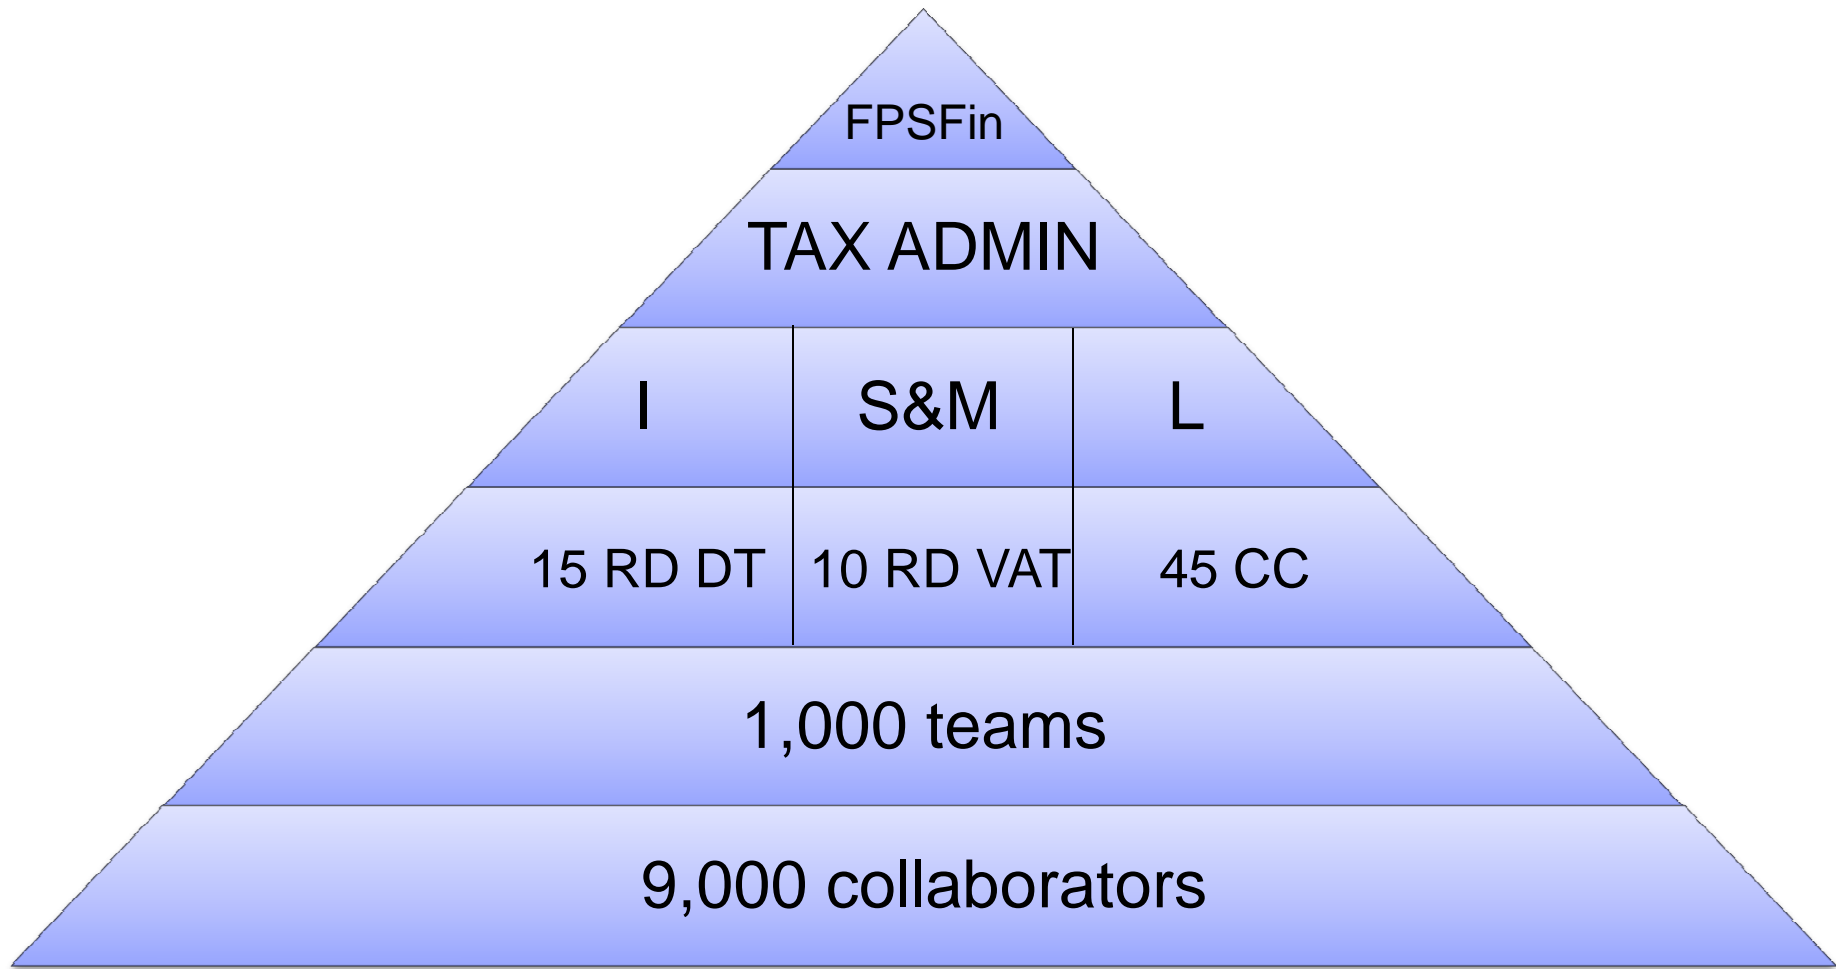 FPSFin
TAX ADMIN
I
S&M
L
15 RD DT
10 RD VAT
45 CC
1,000 teams
9,000 collaborators